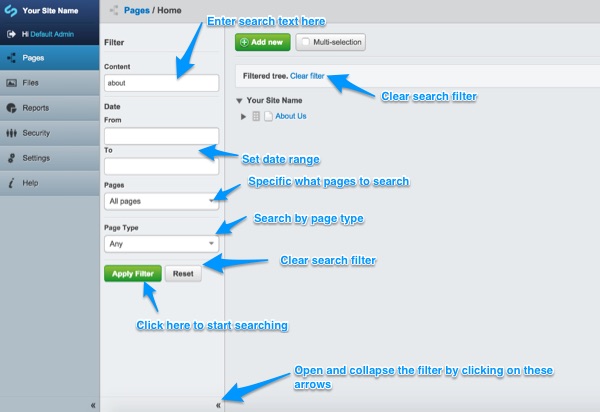 Your Site Name
Hi Default Admin
Pages
Files
Reports
Security
Settings
Help
«
Pages / Home
Filter
Content
about
Date
From
To
Pages
All pages
Page Type
Any
Apply Filter
Reset
«
Add new
Multi-selection
Filtered tree. Clear filter
Your Site Name
About Us
Enter search text here
Clear search filter
Set date range
Specific what pages to search
Search by page type
Clear search filter
Click here to start searching
Open and collapse the filter by clicking on these
arrows